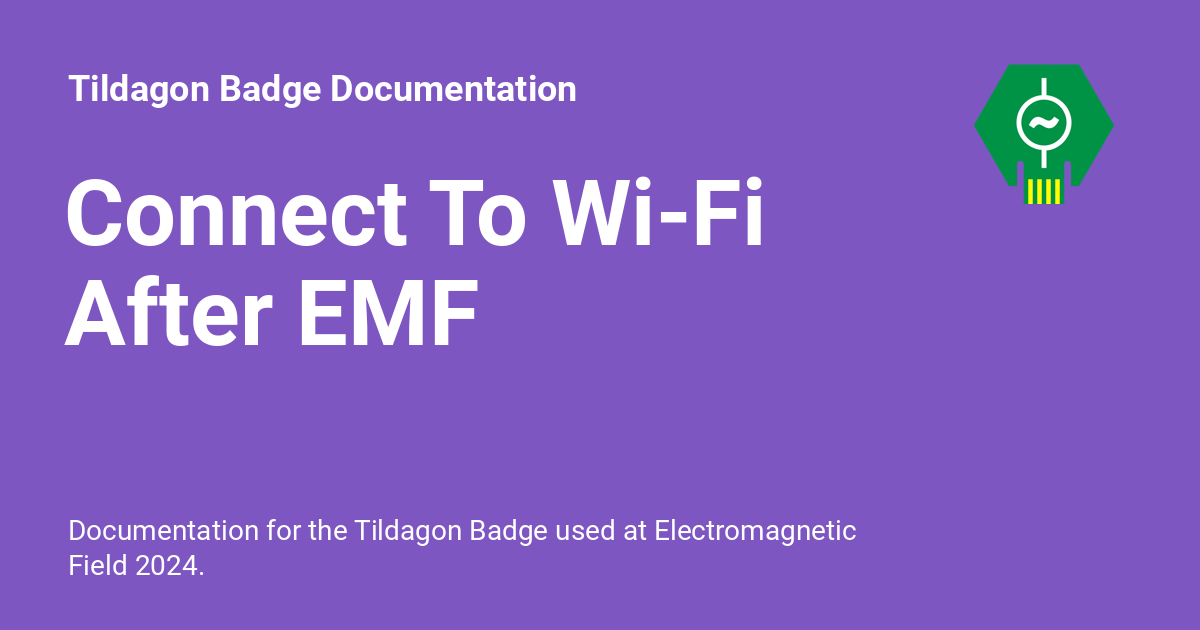 Tildagon Badge Documentation
Connect To Wi-Fi
After EMF
Documentation for the Tildagon Badge used at Electromagnetic
Field 2024.